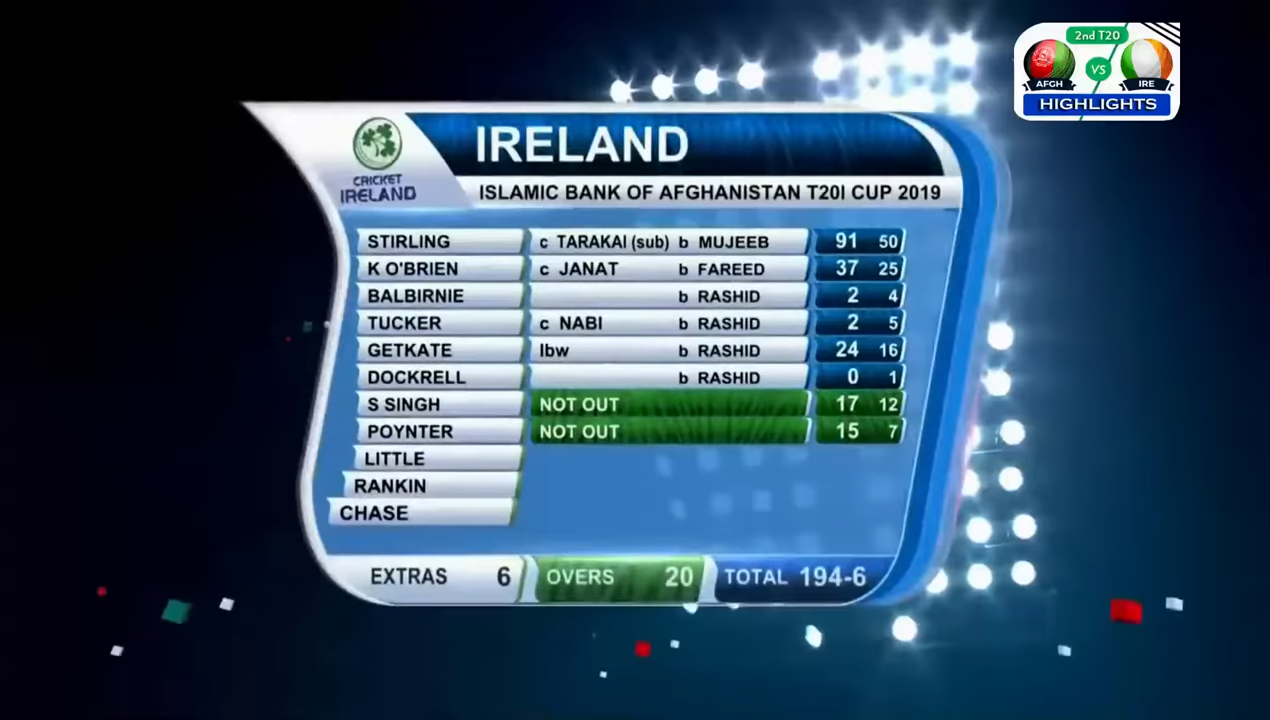 2nd T20
AFGH VS IRE
HIGHLIGHTS
CRICKET
IRELAND
IRELAND
ISLAMIC BANK OF AFGHANISTAN T20I CUP 2019
STIRLING c TARAKAI (sub) b MUJEEB 91 50
K O'BRIEN c JANAT b FAREED 37 25
BALBIRNIE b RASHID 2 4
TUCKER c NABI b RASHID 2 5
GETKATE lbw b RASHID 24 16
DOCKRELL b RASHID 0 1
S SINGH NOT OUT 17 12
POYNTER NOT OUT 15 7
LITTLE
RANKIN
CHASE
EXTRAS 6 OVERS 20 TOTAL 194-6